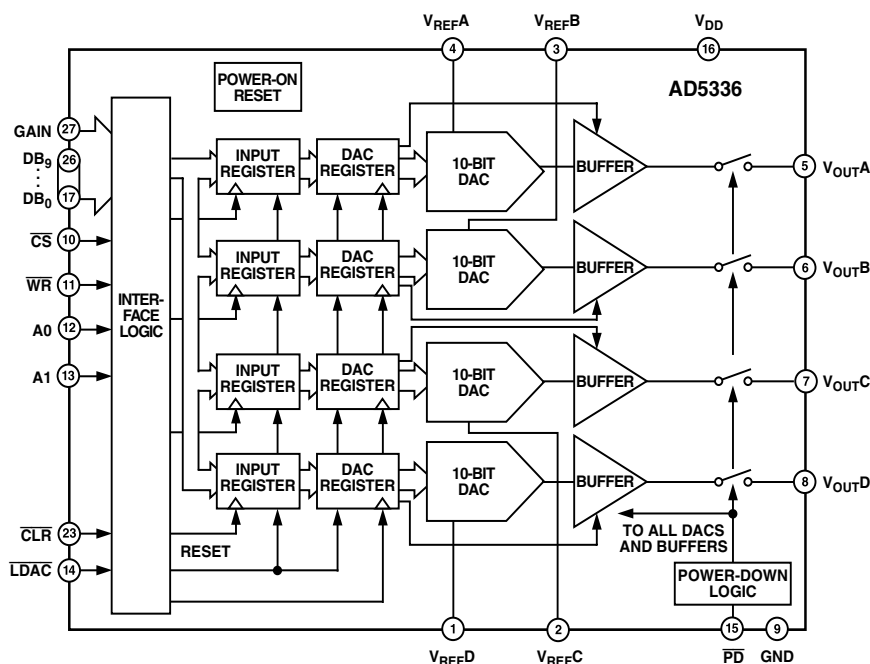 VREFA VREFB VDD
4 3 16
POWER-ON
RESET
AD5336
GAIN 27
DB9 26
DB0 17
CS 10
WR 11
A0 12
A1 13
CLR 23
LDAC 14
INTER-
FACE
LOGIC
INPUT
REGISTER
DAC
REGISTER
10-BIT
DAC
BUFFER
5 VOUTA
INPUT
REGISTER
DAC
REGISTER
10-BIT
DAC
BUFFER
6 VOUTB
INPUT
REGISTER
DAC
REGISTER
10-BIT
DAC
BUFFER
7 VOUTC
INPUT
REGISTER
DAC
REGISTER
10-BIT
DAC
BUFFER
8 VOUTD
RESET
TO ALL DACS
AND BUFFERS
POWER-DOWN
LOGIC
1 2 15 9
VREFD VREFC PD GND